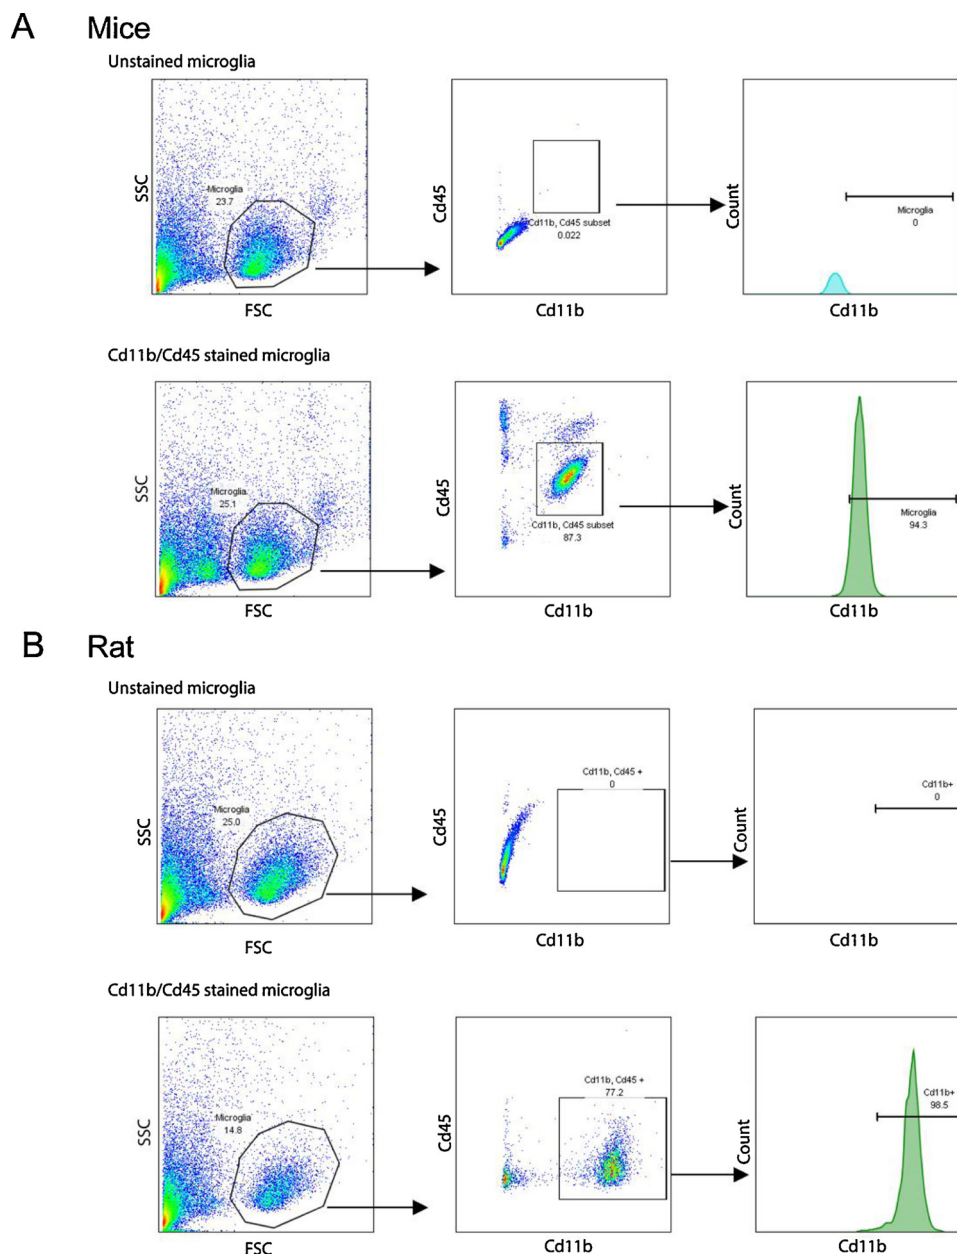 A Mice
Unstained microglia
SSC
Microglia
23.7
FSC
Cd45
Cd11b, Cd45 subset
0.022
Cd11b
Count
Microglia
0
Cd11b
Cd11b/Cd45 stained microglia
SSC
Microglia
25.1
FSC
Cd45
Cd11b, Cd45 subset
87.3
Cd11b
Count
Microglia
94.3
Cd11b
B Rat
Unstained microglia
SSC
Microglia
25.0
FSC
Cd45
Cd11b, Cd45 +
0
Cd11b
Count
Cd11b+
0
Cd11b
Cd11b/Cd45 stained microglia
SSC
Microglia
14.8
FSC
Cd45
Cd11b, Cd45 +
77.2
Cd11b
Count
Cd11b+
98.5
Cd11b